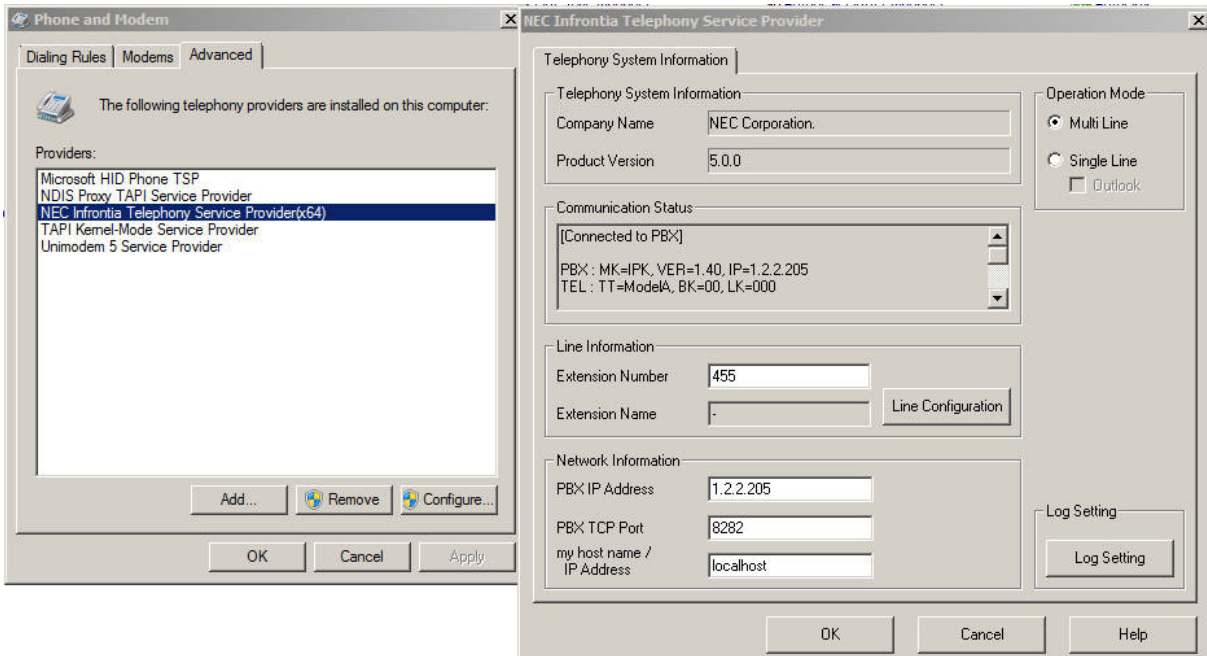 Phone and Modem
Dialing Rules
Modems
Advanced
The following telephony providers are installed on this computer:
Providers:
Microsoft HID Phone TSP
NDIS Proxy TAPI Service Provider
NEC Infrontia Telephony Service Provider(x64)
TAPI Kernel-Mode Service Provider
Unimodem 5 Service Provider
Add...
Remove
Configure...
OK
Cancel
Apply
NEC Infrontia Telephony Service Provider
Telephony System Information
Telephony System Information
Company Name
NEC Corporation.
Product Version
5.0.0
Operation Mode
Multi Line
Single Line
Outlook
Communication Status
[Connected to PBX]
PBX : MK=IPK, VER=1.40, IP=1.2.2.205
TEL : TT=ModelA, BK=00, LK=000
Line Information
Extension Number
455
Extension Name
-
Line Configuration
Network Information
PBX IP Address
1.2.2.205
PBX TCP Port
8282
my host name /
IP Address
localhost
Log Setting
Log Setting
OK
Cancel
Help